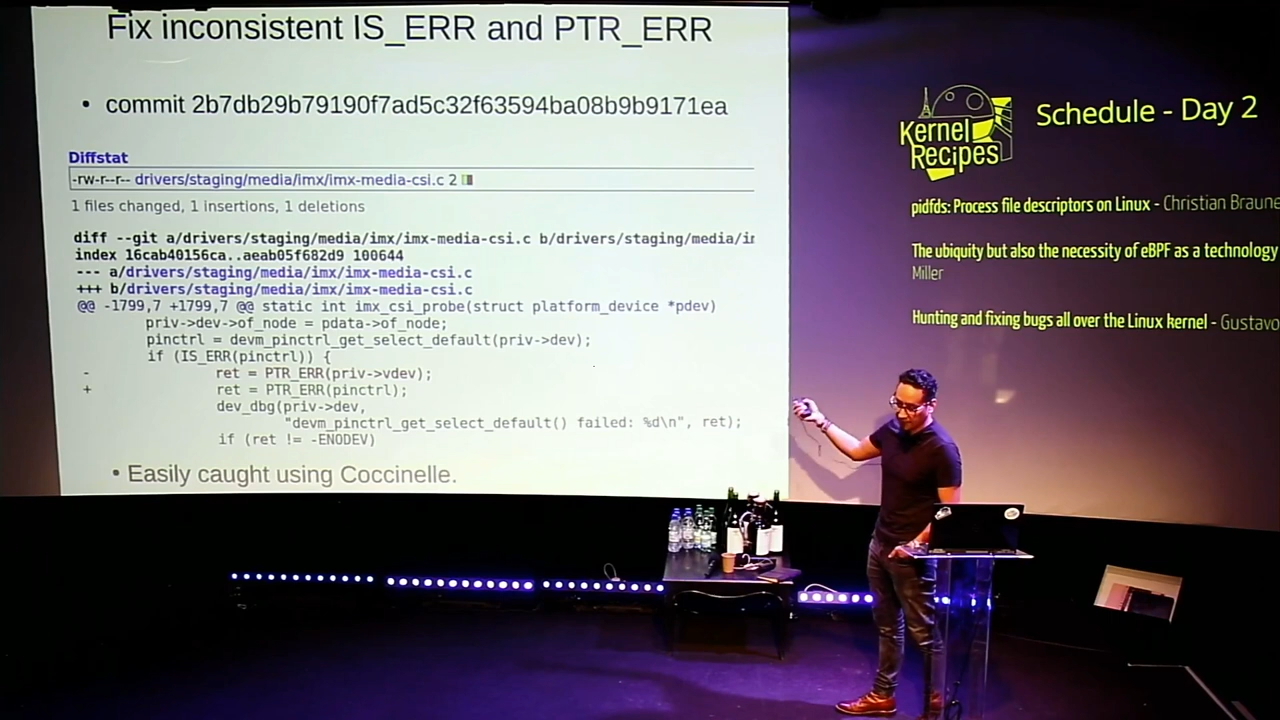 Fix inconsistent IS_ERR and PTR_ERR
• commit 2b7db29b79190f7ad5c32f63594ba08b9b9171ea
Diffstat
-rw-r--r-- drivers/staging/media/imx/imx-media-csi.c 2
1 files changed, 1 insertions, 1 deletions
diff --git a/drivers/staging/media/imx/imx-media-csi.c b/drivers/staging/media/im
index 16cab40156ca..aeab05f682d9 100644
--- a/drivers/staging/media/imx/imx-media-csi.c
+++ b/drivers/staging/media/imx/imx-media-csi.c
@@ -1799,7 +1799,7 @@ static int imx_csi_probe(struct platform_device *pdev)
priv->dev->of_node = pdata->of_node;
pinctrl = devm_pinctrl_get_select_default(priv->dev);
if (IS_ERR(pinctrl)) {
- ret = PTR_ERR(priv->vdev);
+ ret = PTR_ERR(pinctrl);
dev_dbg(priv->dev,
"devm_pinctrl_get_select_default() failed: %d\n", ret);
if (ret != -ENODEV)
• Easily caught using Coccinelle.
Kernel
Recipes
Schedule - Day 2
pidfds: Process file descriptors on Linux - Christian Braune
The ubiquity but also the necessity of eBPF as a technology
Miller
Hunting and fixing bugs all over the Linux kernel - Gustavo